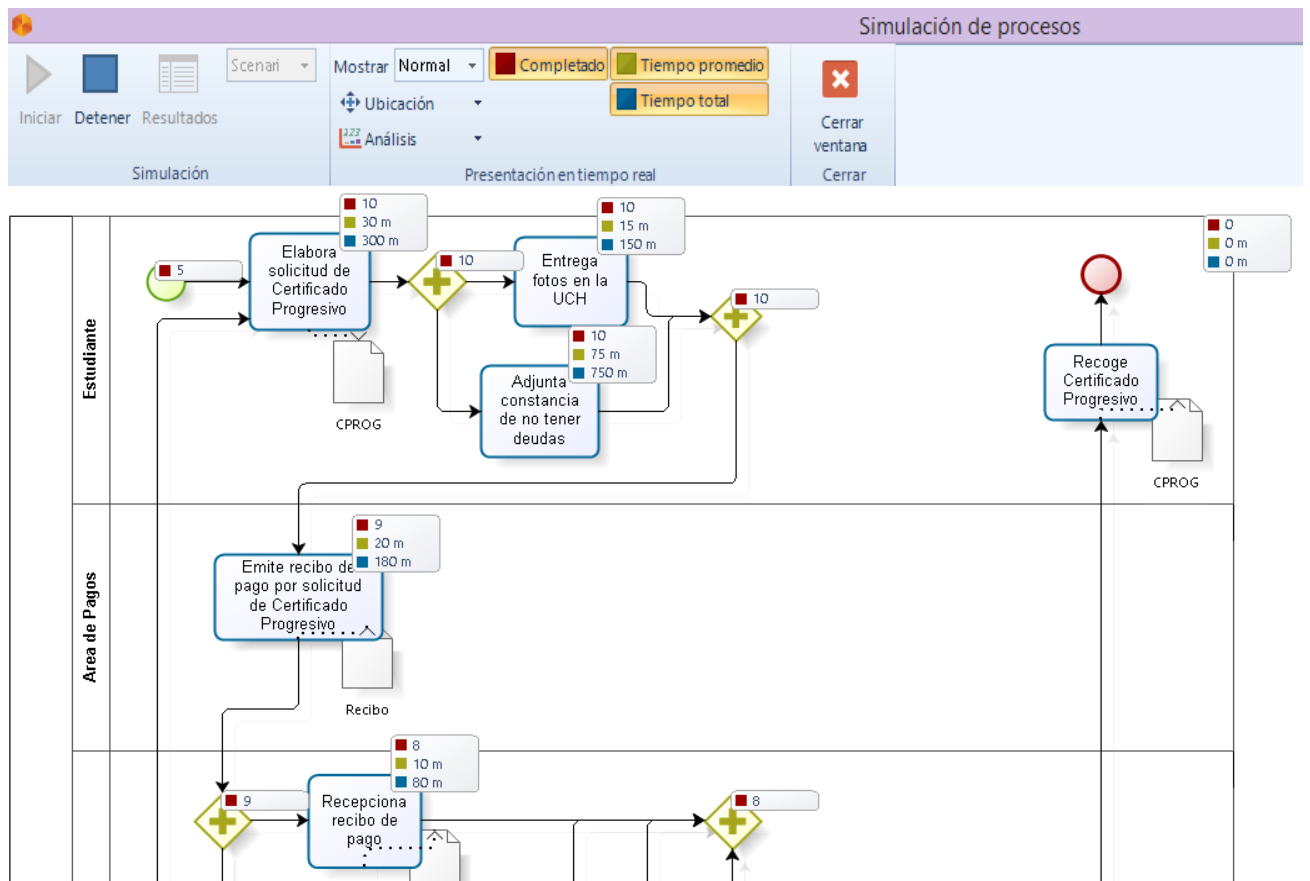 Simulación de procesos
Iniciar
Detener
Resultados
Scenari
Simulación
Mostrar
Normal
Ubicación
Análisis
Completado
Tiempo promedio
Tiempo total
Presentación en tiempo real
Cerrar
ventana
Cerrar
Estudiante
5
Elabora
solicitud de
Certificado
Progresivo
10
30 m
300 m
CPROG
10
Entrega
fotos en la
UCH
10
15 m
150 m
Adjunta
constancia
de no tener
deudas
10
75 m
750 m
10
0
0 m
0 m
Recoge
Certificado
Progresivo
CPROG
Area de Pagos
Emite recibo de
pago por solicitud
de Certificado
Progresivo
9
20 m
180 m
Recibo
9
Recepciona
recibo de
pago
8
10 m
80 m
8